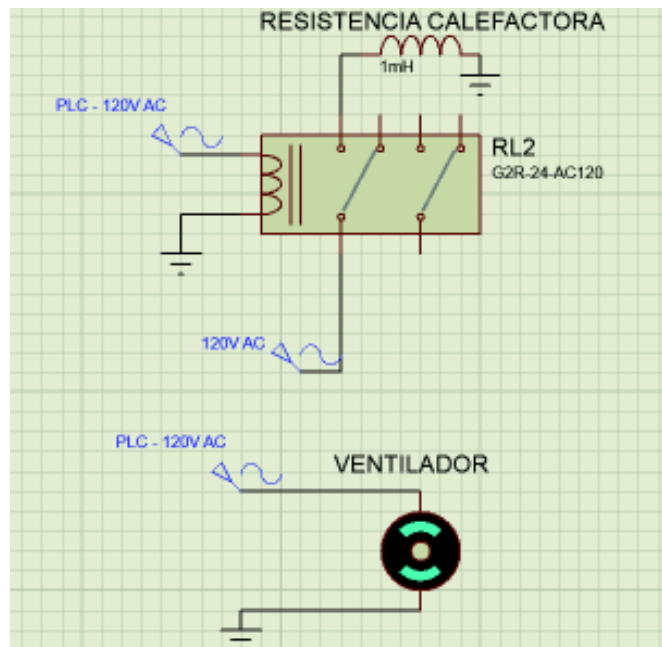 RESISTENCIA CALEFACTORA
1mH
PLC - 120V AC
RL2
G2R-24-AC120
120V AC
PLC - 120V AC
VENTILADOR